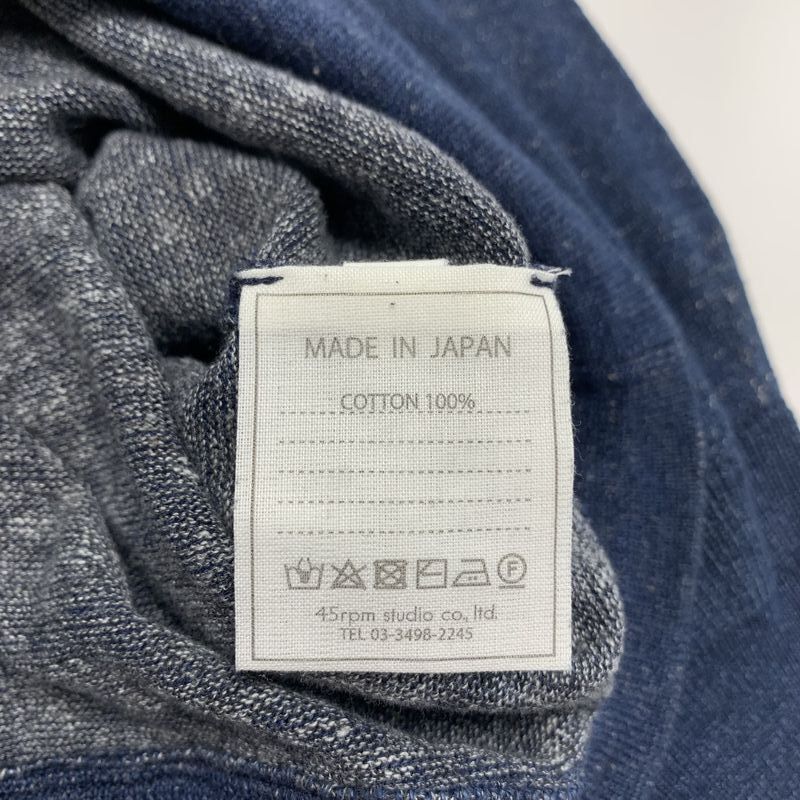 MADE IN JAPAN
COTTON 100%
F
45rpm studio co., ltd.
TEL 03-3498-2245